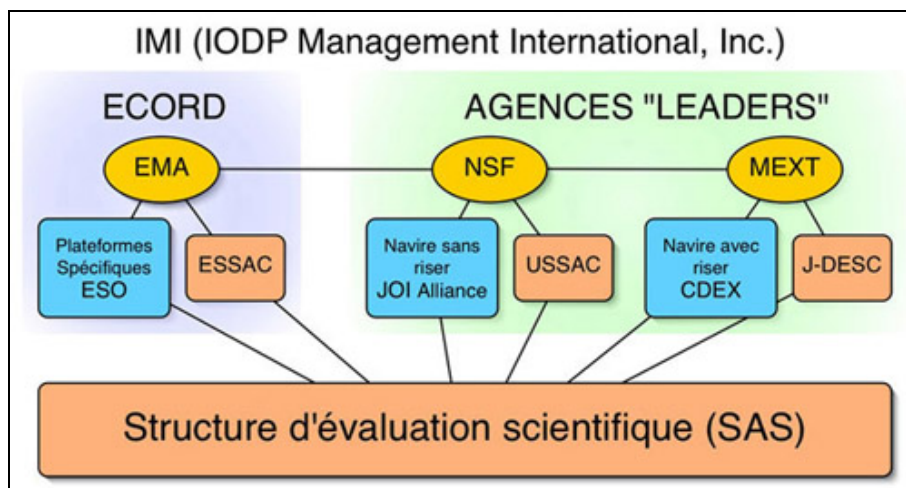 IMI (IODP Management International, Inc.)
ECORD
AGENCES "LEADERS"
EMA
NSF
MEXT
Plateformes
Spécifiques
ESO
ESSAC
Navire sans
riser
JOI Alliance
USSAC
Navire avec
riser
CDEX
J-DESC
Structure d'évaluation scientifique (SAS)